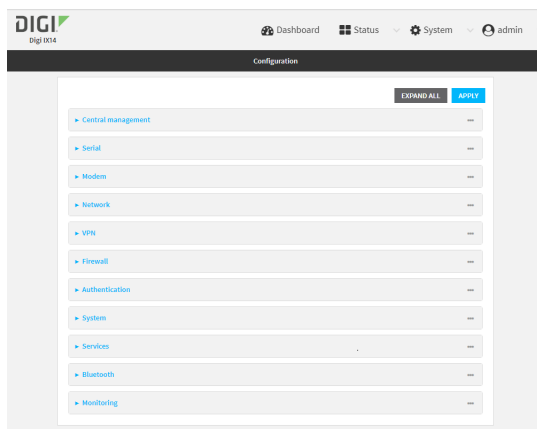 DIGI
Digi IX14
Dashboard
Status
System
admin
Configuration
EXPAND ALL
APPLY
Central management
Serial
Modem
Network
VPN
Firewall
Authentication
System
Services
Bluetooth
Monitoring